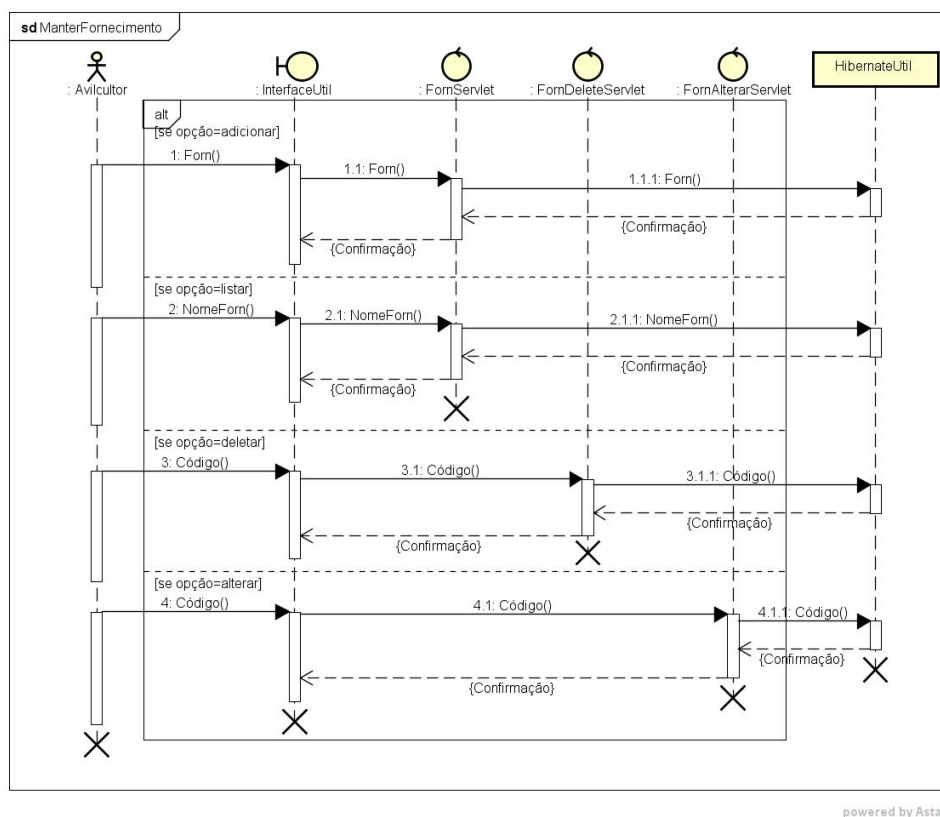 sd ManterFornecimento
: Avilcultor
: InterfaceUtil
: FornServlet
: FornDeleteServlet
: FornAlterarServlet
HibernateUtil
alt
[se opção=adicionar]
1: Forn()
1.1: Forn()
1.1.1: Forn()
{Confirmação}
{Confirmação}
[se opção=listar]
2: NomeForn()
2.1: NomeForn()
2.1.1: NomeForn()
{Confirmação}
{Confirmação}
[se opção=deletar]
3: Código()
3.1: Código()
3.1.1: Código()
{Confirmação}
{Confirmação}
[se opção=alterar]
4: Código()
4.1: Código()
4.1.1: Código()
{Confirmação}
{Confirmação}
powered by Asta